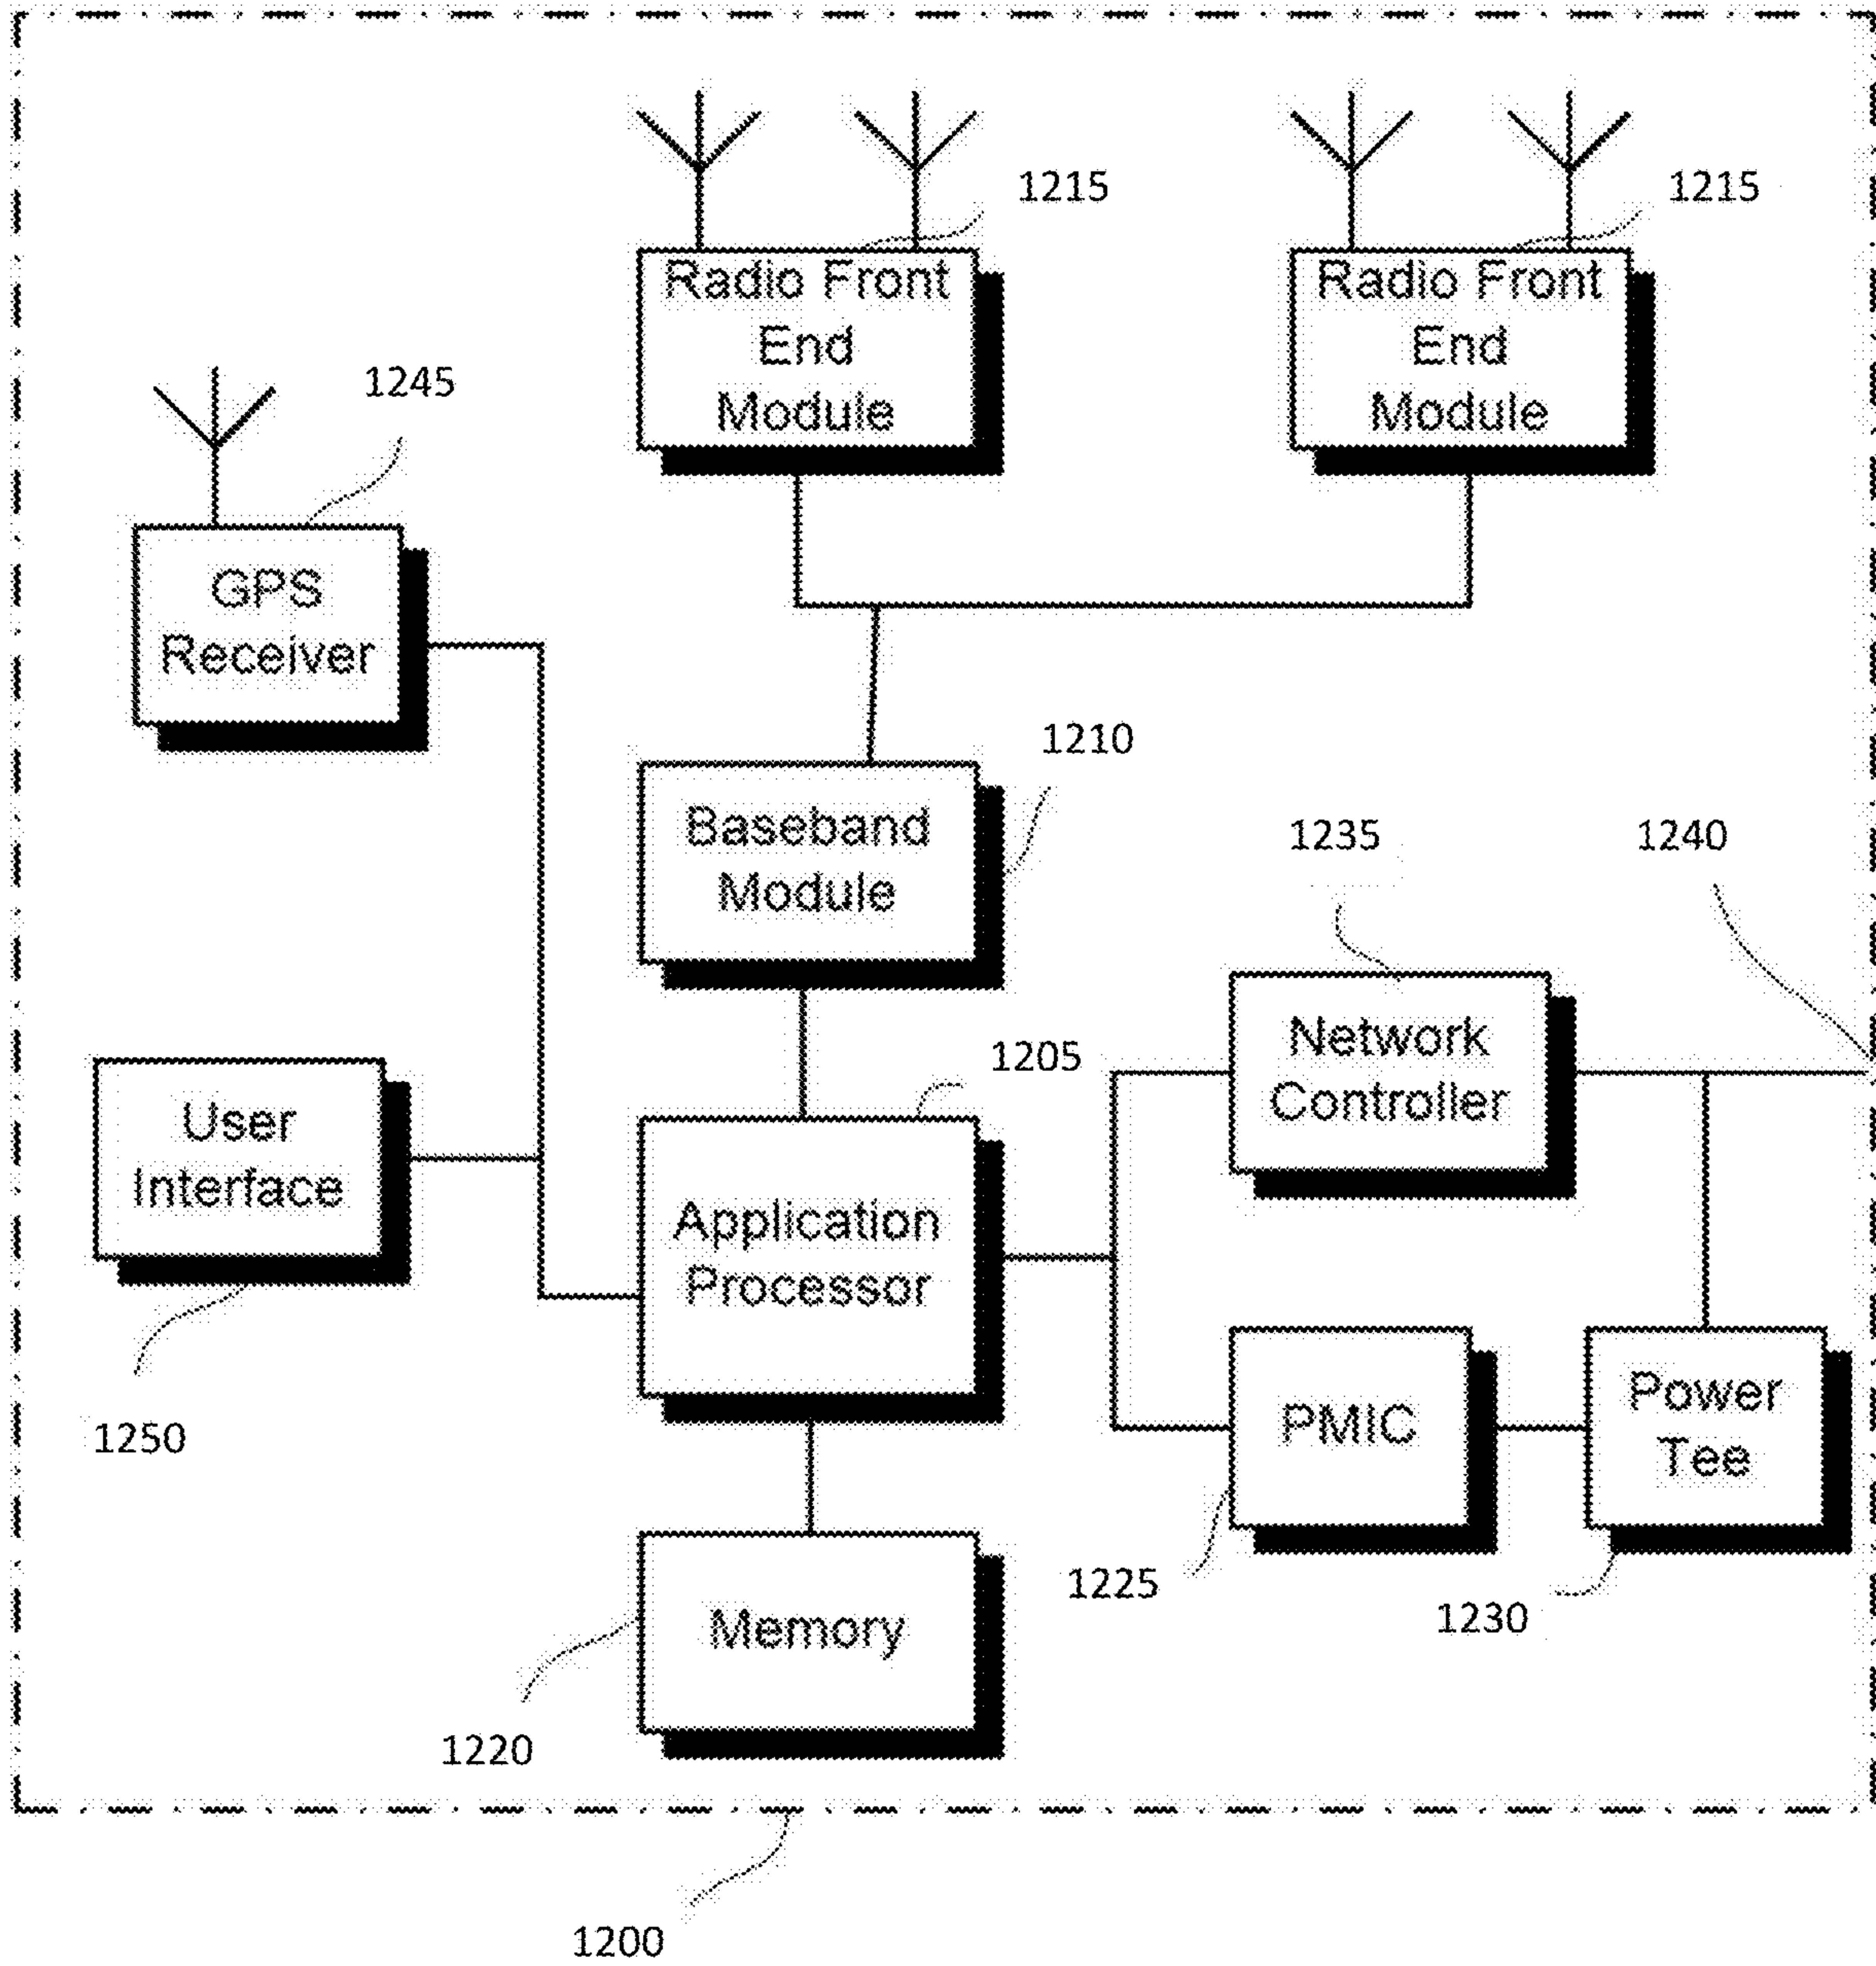 1215
1215
Radio Front
End
Module
Radio Front
End
Module
1245
GPS
Receiver
1210
Baseband
Module
1235
1240
Network
Controller
1205
User
Interface
Application
Processor
1250
PMIC
Power
Tee
1225
1230
Memory
1220
1200